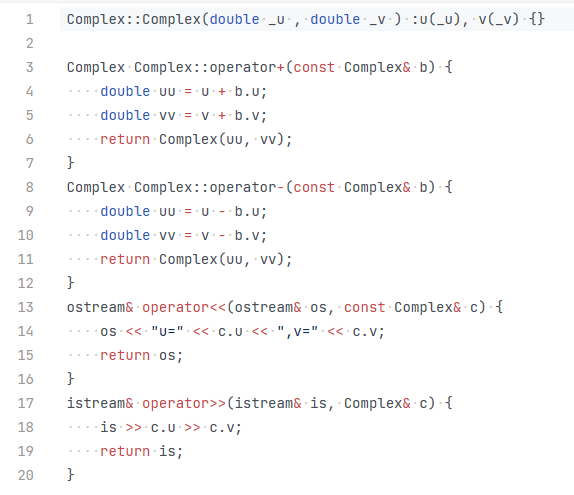 1 Complex::Complex(double _u , double _v ) :u(_u), v(_v) {}
2
3 Complex Complex::operator+(const Complex& b) {
4 ····double uu = u + b.u;
5 ····double vv = v + b.v;
6 ····return Complex(uu, vv);
7 }
8 Complex Complex::operator-(const Complex& b) {
9 ····double uu = u - b.u;
10 ····double vv = v - b.v;
11 ····return Complex(uu, vv);
12 }
13 ostream& operator<<(ostream& os, const Complex& c) {
14 ····os << "u=" << c.u << ",v=" << c.v;
15 ····return os;
16 }
17 istream& operator>>(istream& is, Complex& c) {
18 ····is >> c.u >> c.v;
19 ····return is;
20 }